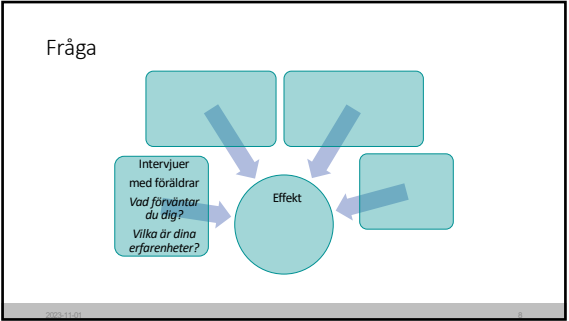 Fråga
Intervjuer
med föräldrar
Vad förväntar
du dig?
Vilka är dina
erfarenheter?
Effekt
2023-11-01
8